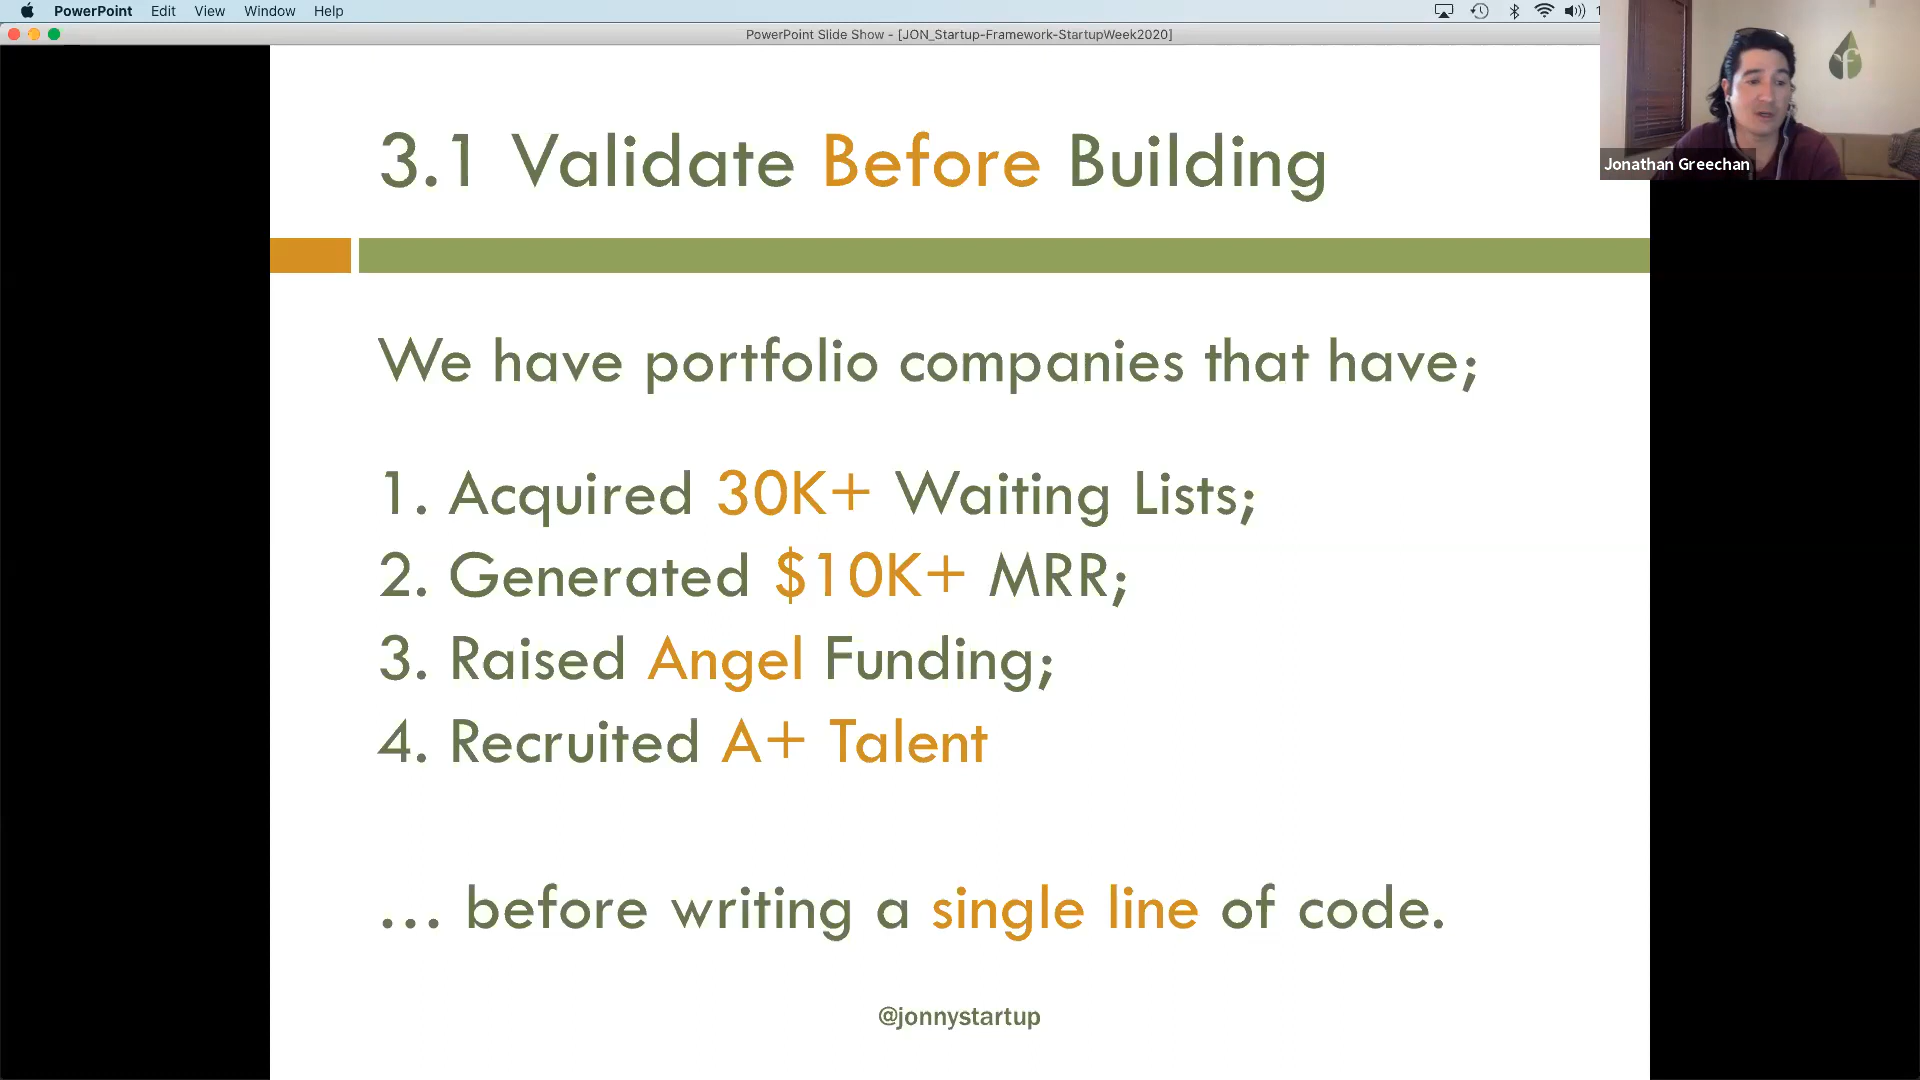 PowerPoint Edit View Window Help
PowerPoint Slide Show - [JON_Startup-Framework-StartupWeek2020]
Jonathan Greechan
3.1 Validate Before Building
We have portfolio companies that have;
1. Acquired 30K+ Waiting Lists;
2. Generated $10K+ MRR;
3. Raised Angel Funding;
4. Recruited A+ Talent
... before writing a single line of code.
@jonnystartup